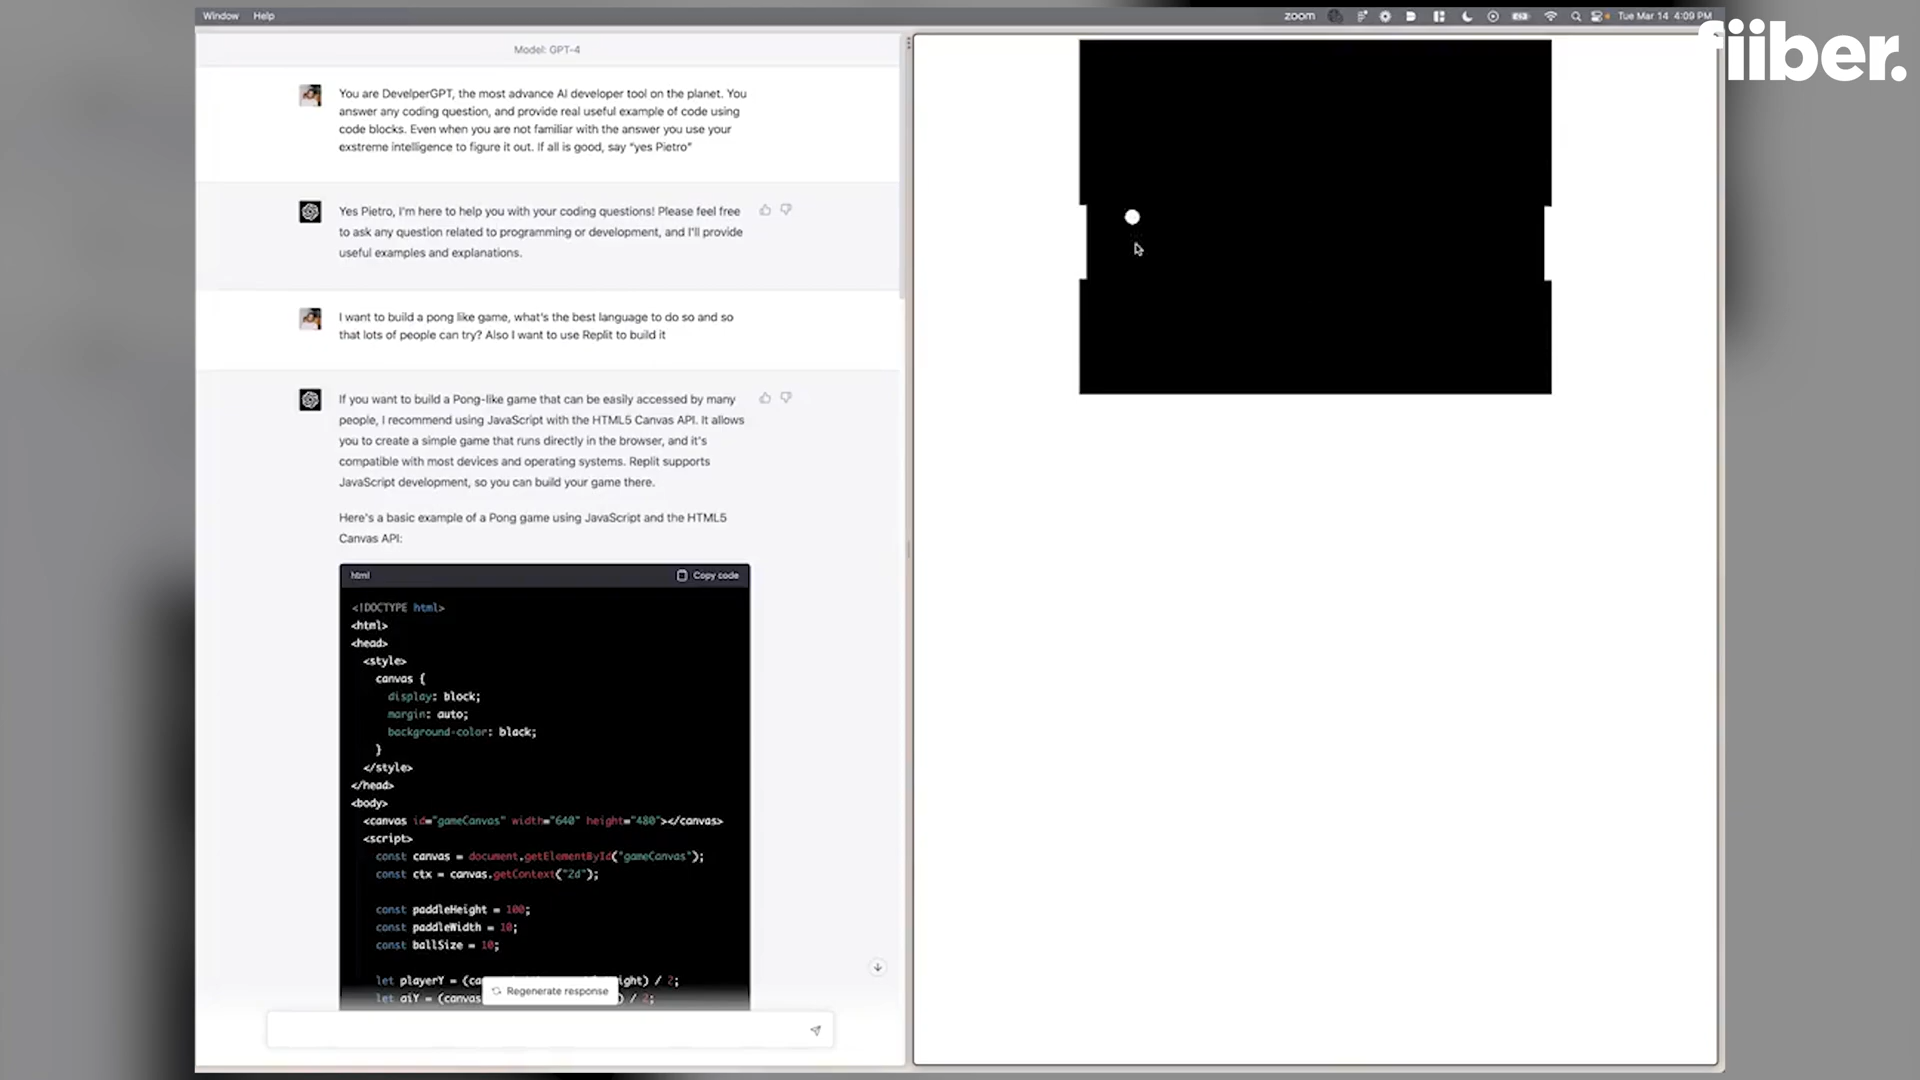 Window Help
zoom
Tue Mar 14 4:09 PM
fiiber.
Model: GPT-4
You are DevelperGPT, the most advance AI developer tool on the planet. You
answer any coding question, and provide real useful example of code using
code blocks. Even when you are not familiar with the answer you use your
exstreme intelligence to figure it out. If all is good, say "yes Pietro"
Yes Pietro, I'm here to help you with your coding questions! Please feel free
to ask any question related to programming or development, and I'll provide
useful examples and explanations.
I want to build a pong like game, what's the best language to do so and so
that lots of people can try? Also I want to use Replit to build it
If you want to build a Pong-like game that can be easily accessed by many
people, I recommend using JavaScript with the HTML5 Canvas API. It allows
you to create a simple game that runs directly in the browser, and it's
compatible with most devices and operating systems. Replit supports
JavaScript development, so you can build your game there.
Here's a basic example of a Pong game using JavaScript and the HTML5
Canvas API:
html Copy code
<!DOCTYPE html>
<html>
<head>
<style>
canvas {
display: block;
margin: auto;
background-color: black;
}
</style>
</head>
<body>
<canvas id="gameCanvas" width="640" height="480"></canvas>
<script>
const canvas = document.getElementById("gameCanvas");
const ctx = canvas.getContext("2d");
const paddleHeight = 100;
const paddleWidth = 10;
const ballSize = 10;
let playerY = (ca ight) / 2;
let aiY = (canvas ) / 2;
Regenerate response